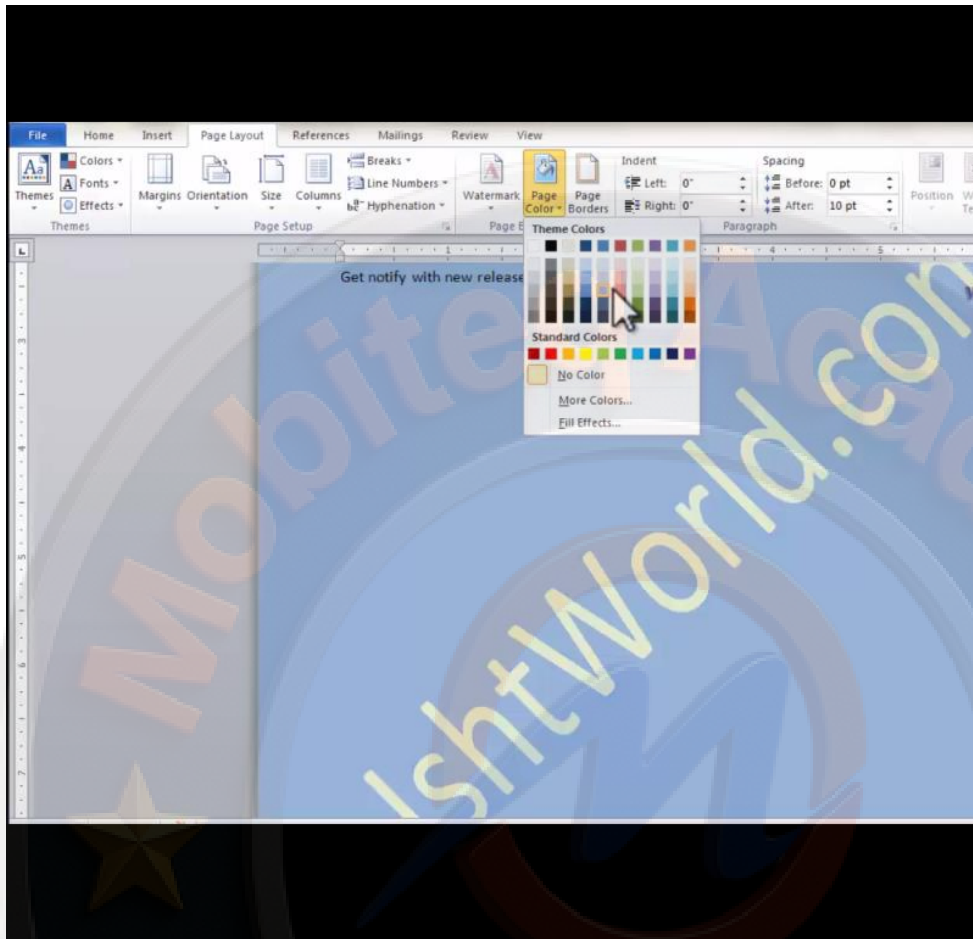 File Home Insert Page Layout References Mailings Review View
Themes
Colors
Fonts
Effects
Themes
Margins Orientation Size Columns
Breaks
Line Numbers
Hyphenation
Page Setup
Watermark Page Color Page Borders
Indent
Left: 0"
Right: 0"
Spacing
Before: 0 pt
After: 10 pt
Paragraph
Position
Theme Colors
Standard Colors
No Color
More Colors...
Fill Effects...
Get notify with new release
IshtWorld.com
Mobitech